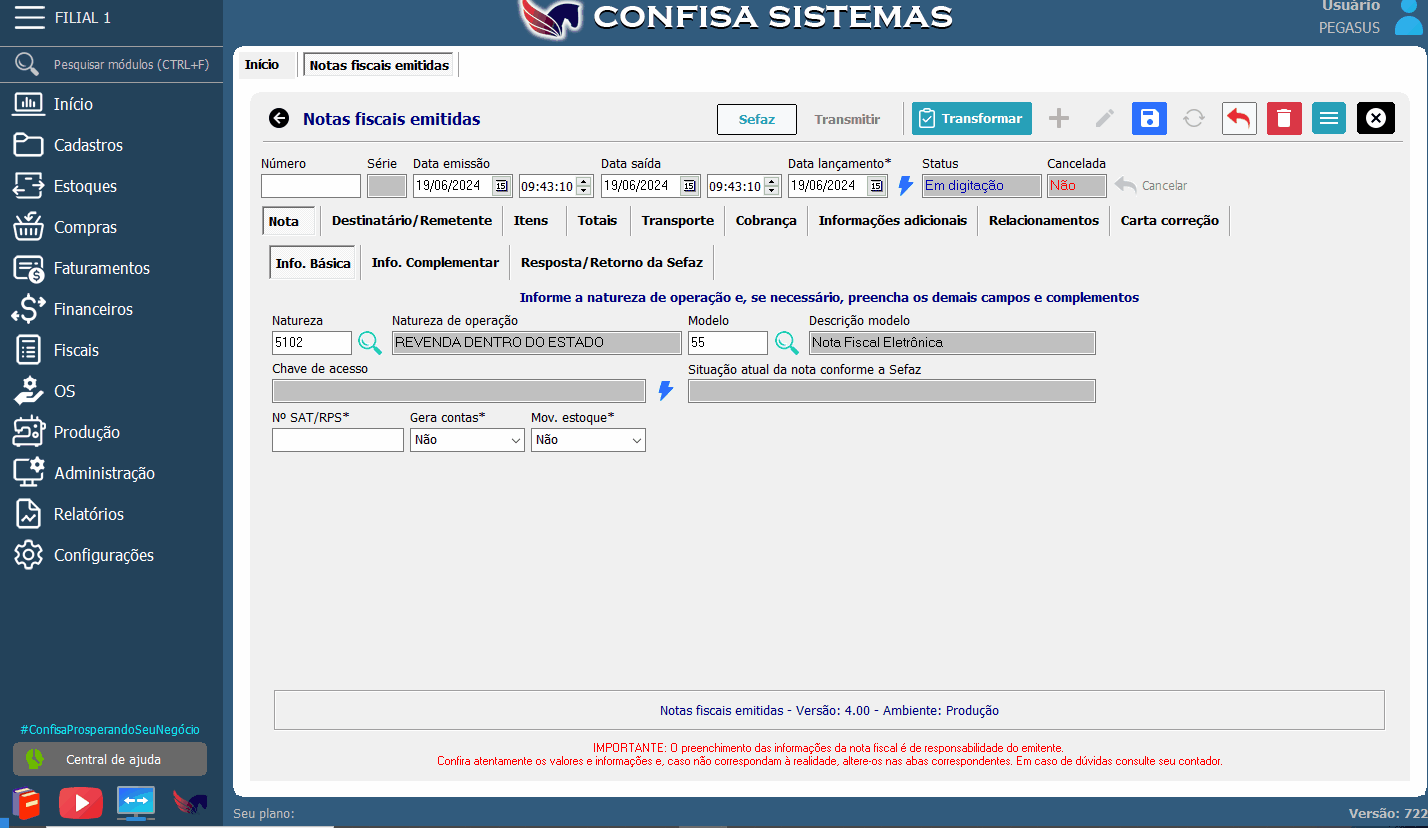 FILIAL 1
CONFISA SISTEMAS
Usuário
PEGASUS
Pesquisar módulos (CTRL+F)
Início
Cadastros
Estoques
Compras
Faturamentos
Financeiros
Fiscais
OS
Produção
Administração
Relatórios
Configurações
#ConfisaProsperandoSeuNegócio
Central de ajuda
Início Notas fiscais emitidas
Notas fiscais emitidas Sefaz Transmitir Transformar
Número Série Data emissão Data saída Data lançamento* Status Cancelada
19/06/2024 15 09:43:10 19/06/2024 15 09:43:10 19/06/2024 15 Em digitação Não Cancelar
Nota Destinatário/Remetente Itens Totais Transporte Cobrança Informações adicionais Relacionamentos Carta correção
Info. Básica Info. Complementar Resposta/Retorno da Sefaz
Informe a natureza de operação e, se necessário, preencha os demais campos e complementos
Natureza Natureza de operação Modelo Descrição modelo
5102 REVENDA DENTRO DO ESTADO 55 Nota Fiscal Eletrônica
Chave de acesso Situação atual da nota conforme a Sefaz
Nº SAT/RPS* Gera contas* Mov. estoque*
Não Não
Notas fiscais emitidas - Versão: 4.00 - Ambiente: Produção
IMPORTANTE: O preenchimento das informações da nota fiscal é de responsabilidade do emitente.
Confira atentamente os valores e informações e, caso não correspondam à realidade, altere-os nas abas correspondentes. Em caso de dúvidas consulte seu contador.
Seu plano: Versão: 722